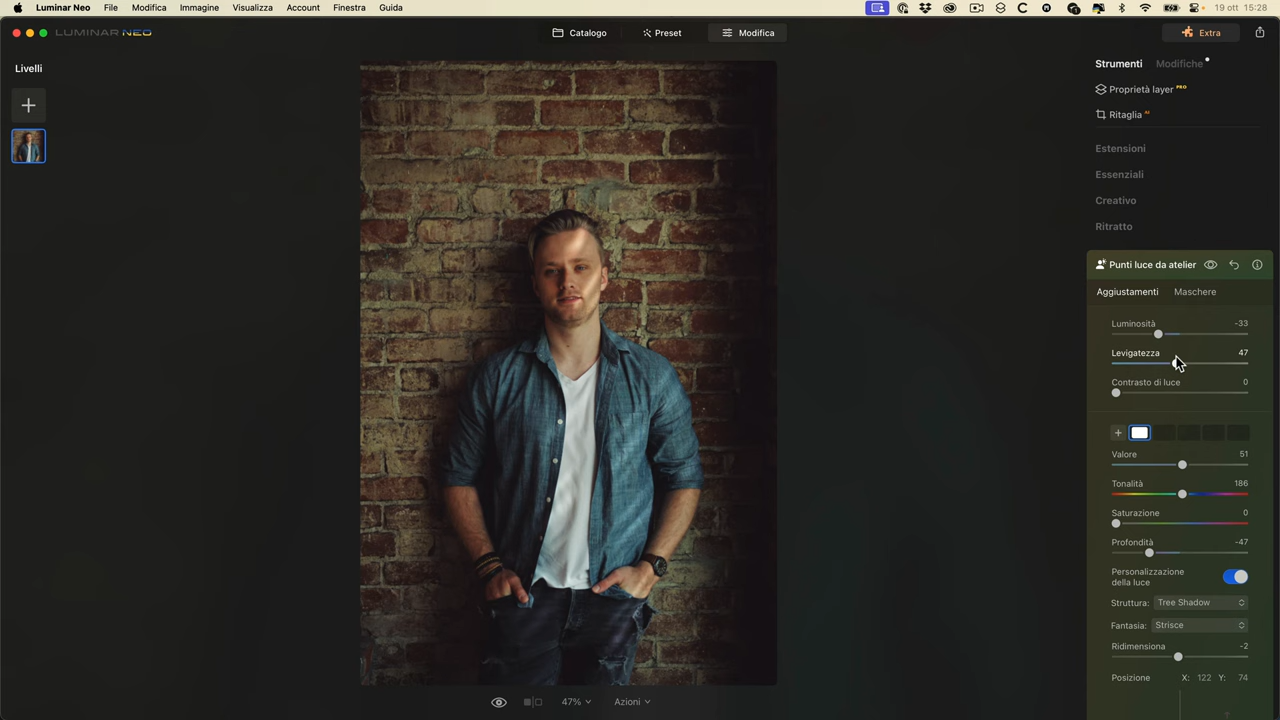 Luminar Neo File Modifica Immagine Visualizza Account Finestra Guida 19 ott 15:28
LUMINAR NEO Catalogo Preset Modifica Extra
Livelli
Strumenti Modifiche
Proprietà layer PRO
Ritaglia AI
Estensioni
Essenziali
Creativo
Ritratto
Punti luce da atelier
Aggiustamenti Maschere
Luminosità -33
Levigatezza 47
Contrasto di luce 0
Valore 51
Tonalità 186
Saturazione 0
Profondità -47
Personalizzazione
della luce
Struttura: Tree Shadow
Fantasia: Strisce
Ridimensiona -2
Posizione X: 122 Y: 74
47% Azioni